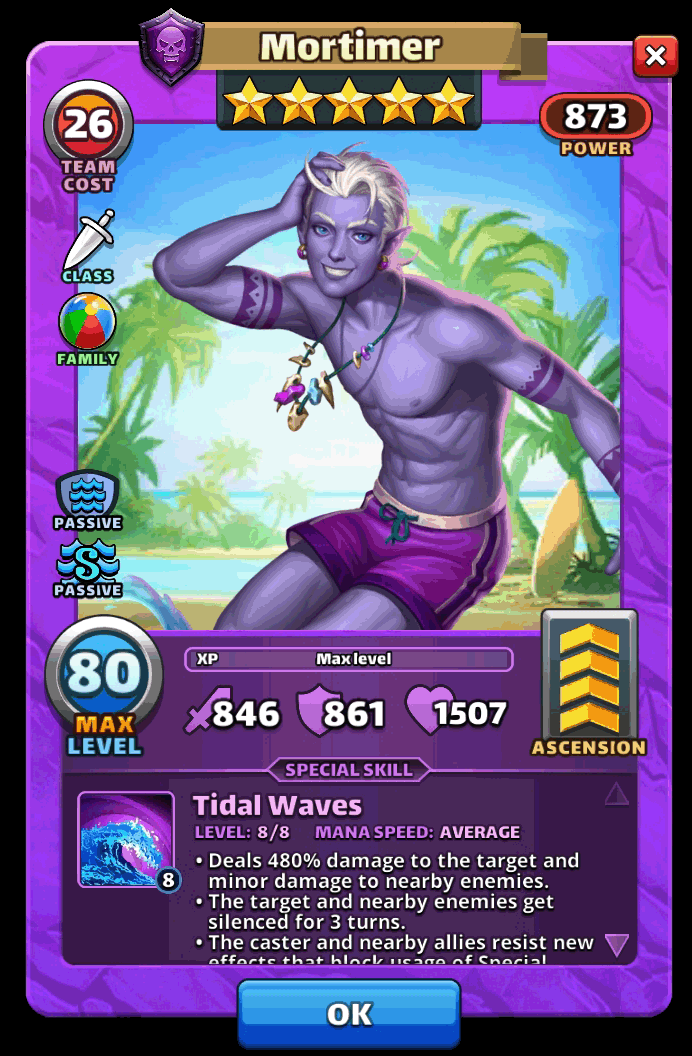 Mortimer
26
TEAM
COST
873
POWER
CLASS
FAMILY
PASSIVE
S
PASSIVE
80
MAX
LEVEL
XP Max level
846 861 1507
ASCENSION
SPECIAL SKILL
Tidal Waves
LEVEL: 8/8 MANA SPEED: AVERAGE
8
• Deals 480% damage to the target and
minor damage to nearby enemies.
• The target and nearby enemies get
silenced for 3 turns.
• The caster and nearby allies resist new
effects that block usage of Special
OK